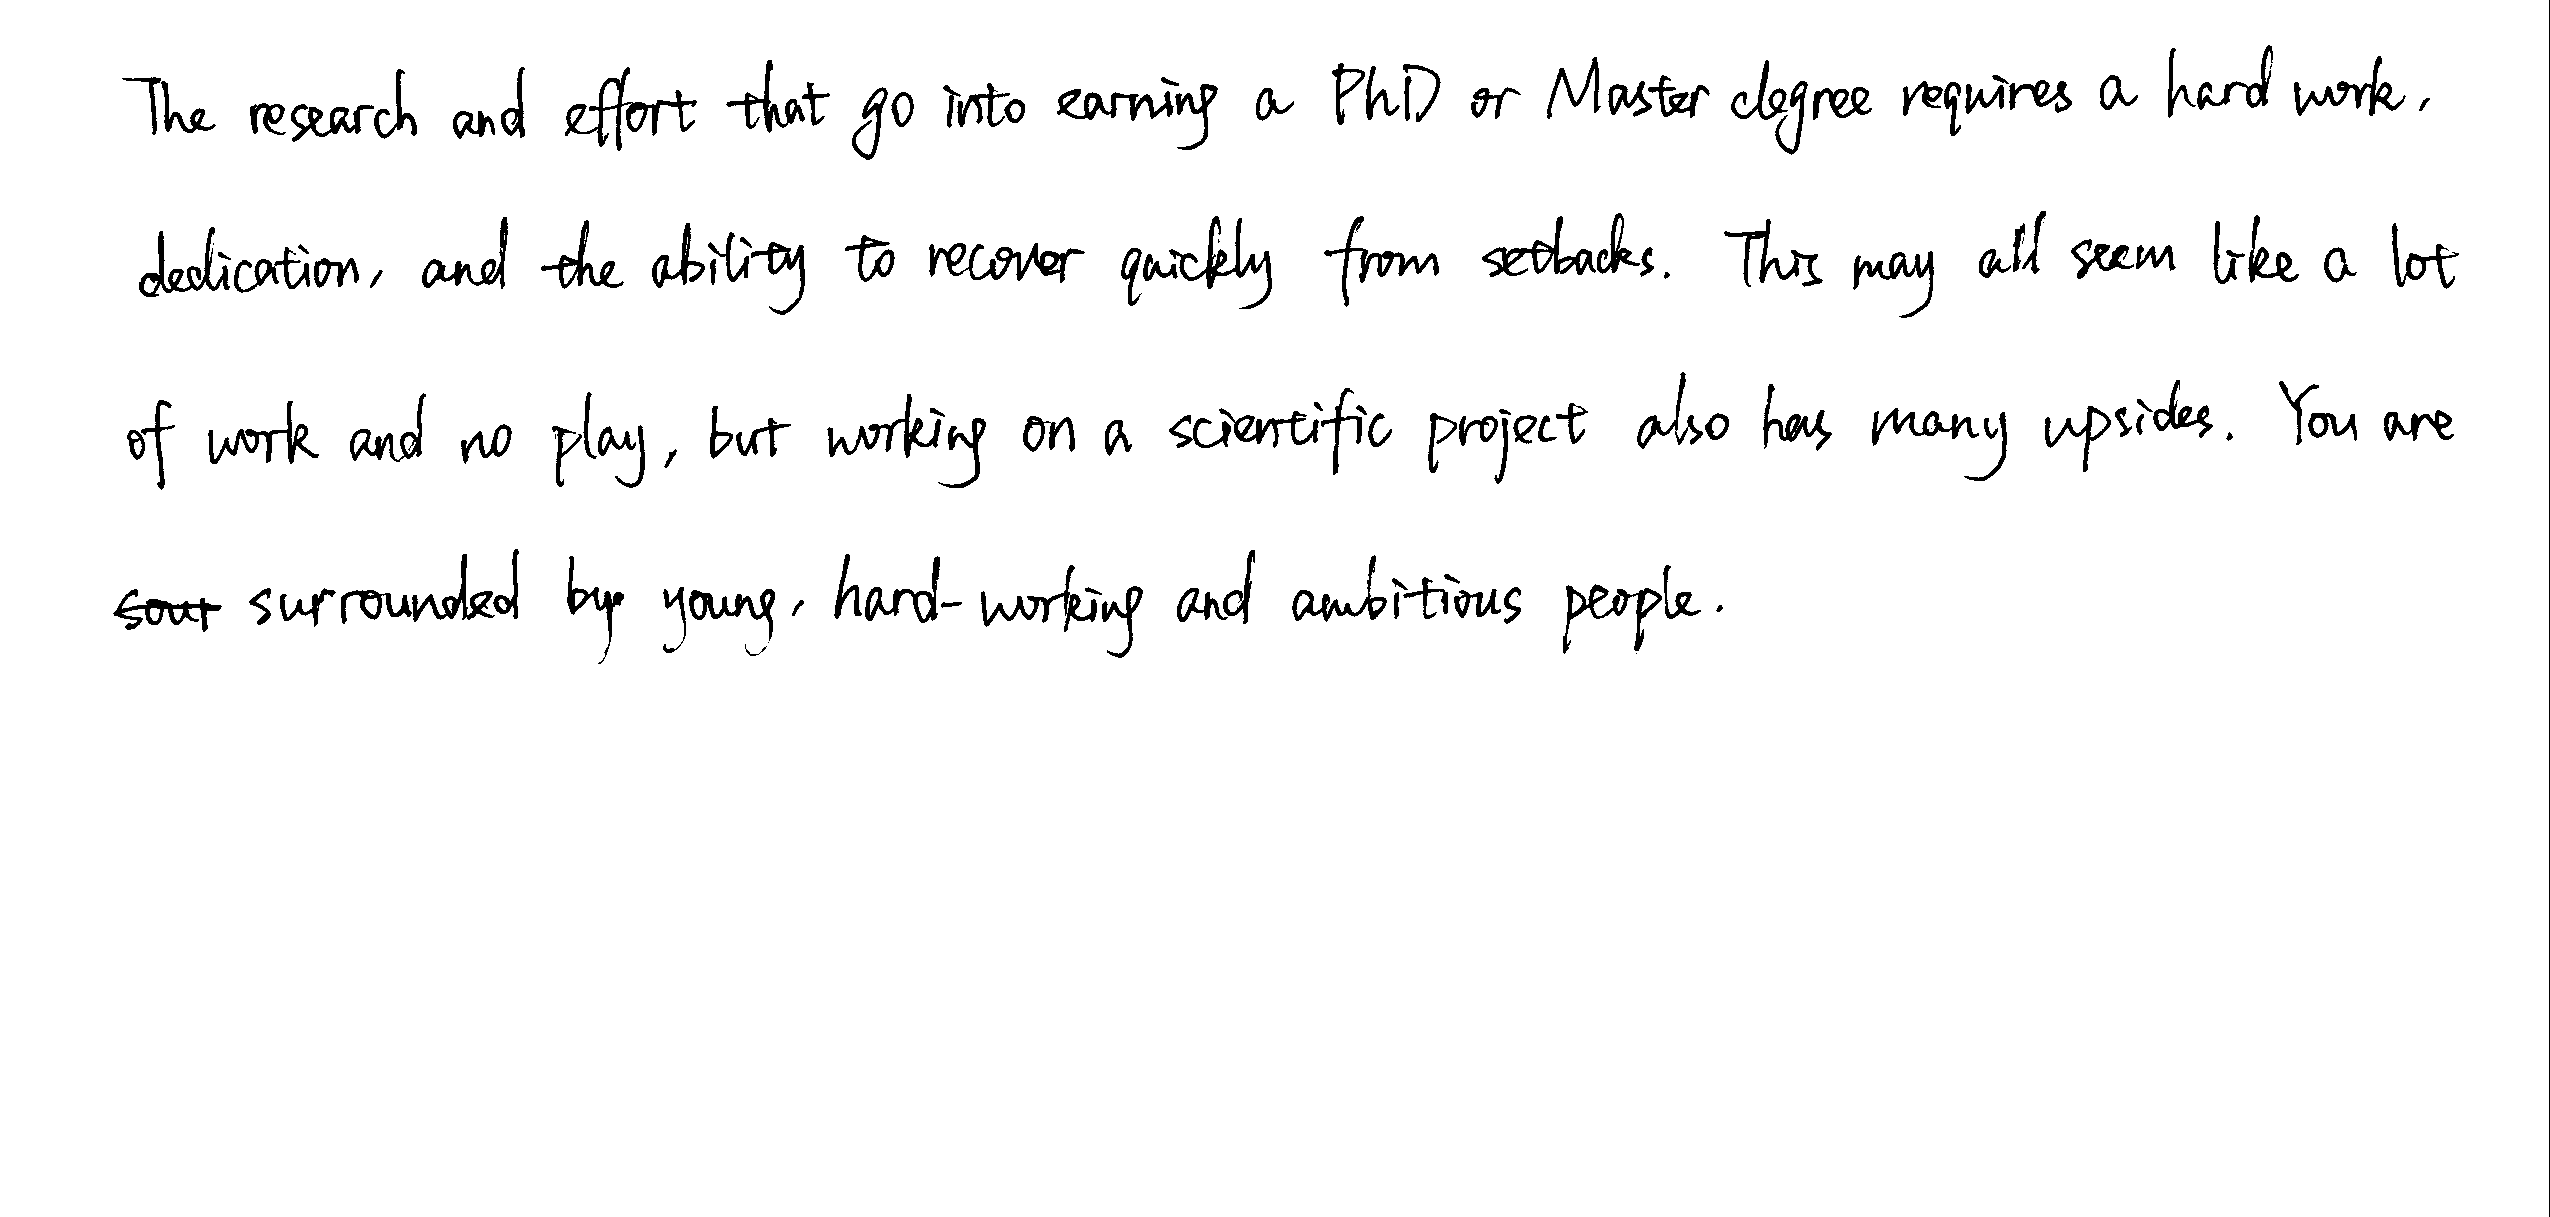 The research and effort that go into earning a PhD or Master degree requires a hard work,
dedication, and the ability to recover quickly from setbacks. This may all seem like a lot
of work and no play, but working on a scientific project also has many upsides. You are
surrounded by young, hard-working and ambitious people.